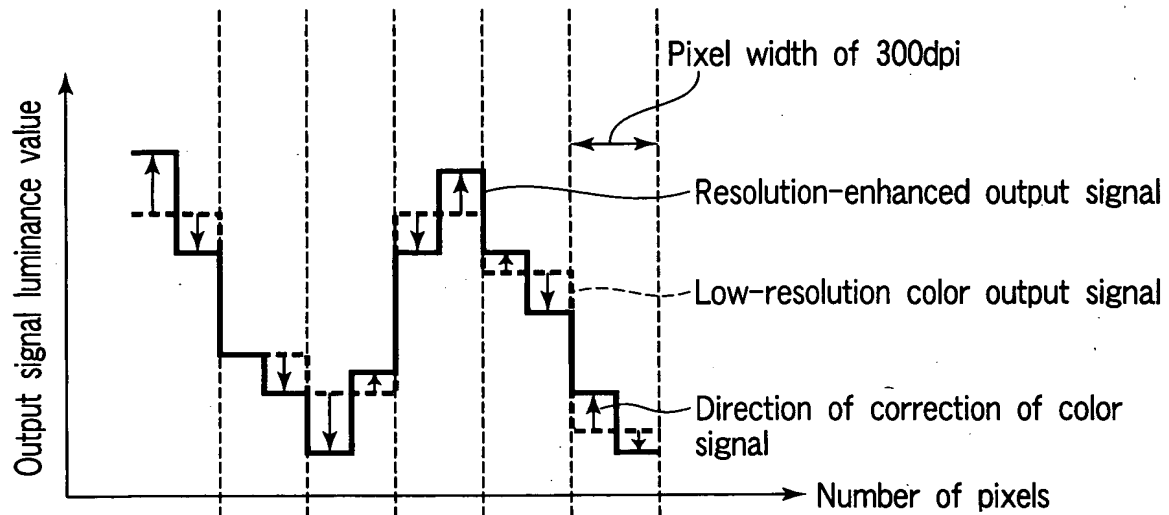 Pixel width of 300dpi
Output signal luminance value
Resolution-enhanced output signal
Low-resolution color output signal
Direction of correction of color
signal
Number of pixels